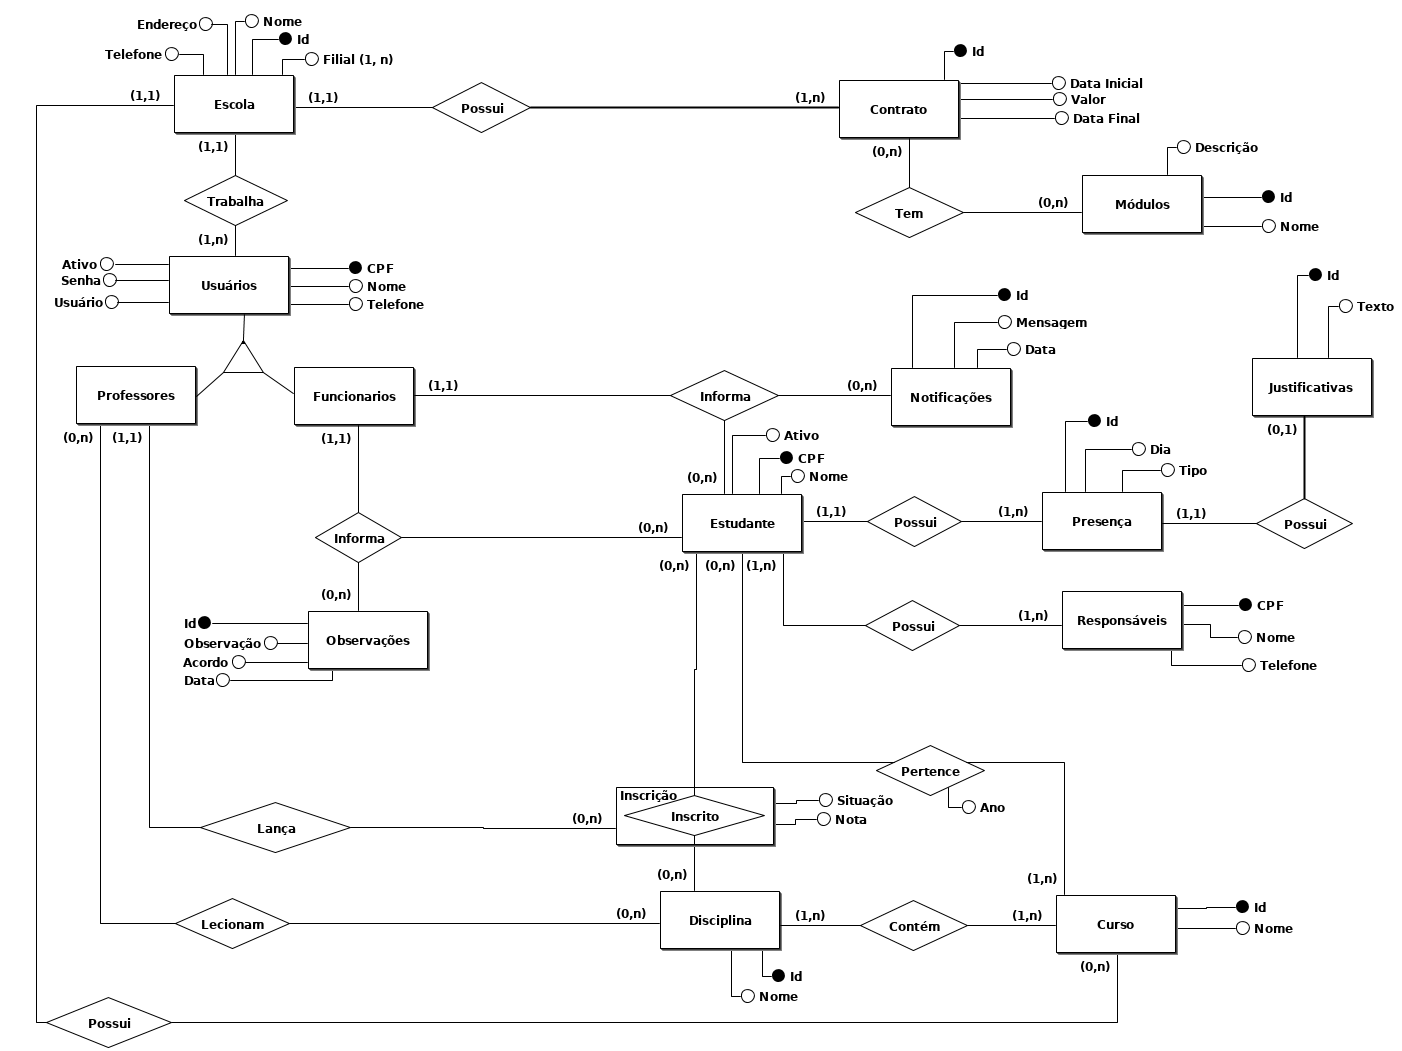 Endereço
Nome
Id
Telefone
Filial (1, n)
(1,1)
Escola
(1,1)
Possui
(1,n)
Contrato
Id
Data Inicial
Valor
Data Final
(1,1)
(0,n)
Descrição
Trabalha
Tem
(0,n)
Módulos
Id
Nome
(1,n)
Ativo
Senha
Usuário
Usuários
CPF
Nome
Telefone
Id
Mensagem
Data
Id
Texto
Professores
Funcionarios
(1,1)
Informa
(0,n)
Notificações
Justificativas
(0,n)
(1,1)
(1,1)
(0,n)
Ativo
CPF
Nome
Id
Dia
Tipo
(0,1)
Informa
(0,n)
Estudante
(1,1)
Possui
(1,n)
Presença
(1,1)
Possui
(0,n)
(0,n)
(0,n)
(1,n)
Id
Observação
Acordo
Data
Observações
Possui
(1,n)
Responsáveis
CPF
Nome
Telefone
Pertence
Ano
Inscrição
Inscrito
Situação
Nota
Lança
(0,n)
(0,n)
(1,n)
Lecionam
(0,n)
Disciplina
(1,n)
Contém
(1,n)
Curso
Id
Nome
(0,n)
Id
Nome
Possui